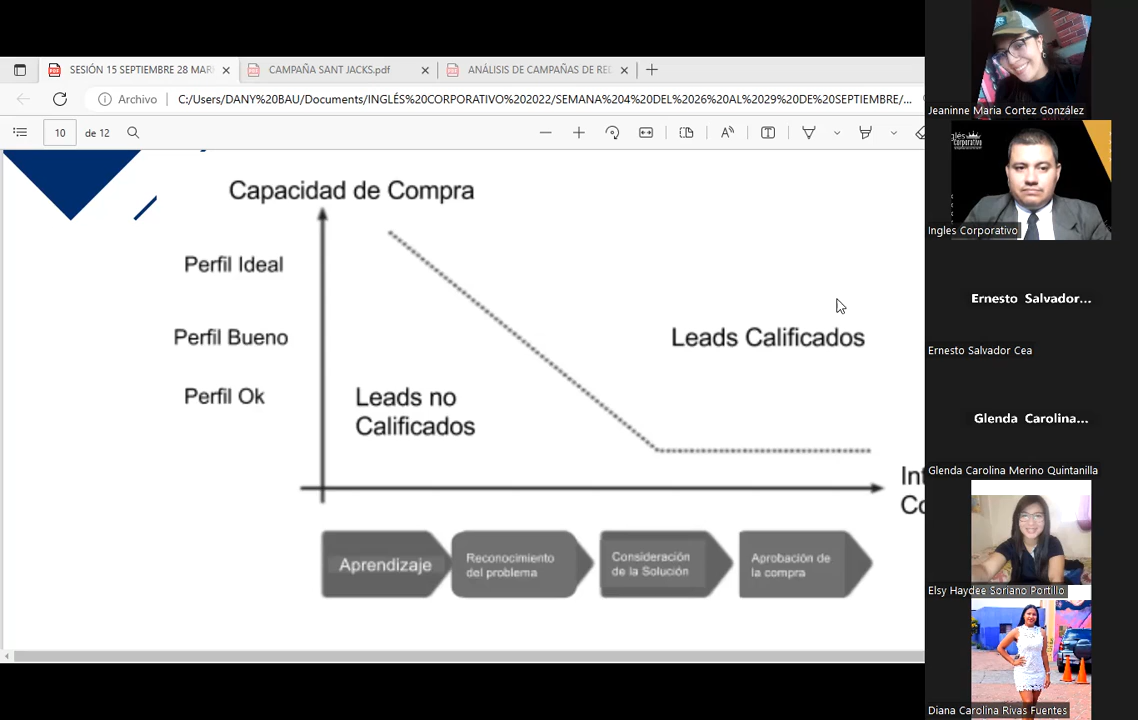 SESIÓN 15 SEPTIEMBRE 28 MAR
CAMPAÑA SANT JACKS.pdf
ANÁLISIS DE CAMPAÑAS DE RE
Archivo
C:/Users/DANY%20BAU/Documents/INGLÉS%20CORPORATIVO%202022/SEMANA%204%20DEL%2026%20AL%2029%20DE%20SEPTIEMBRE/...
10 de 12
Capacidad de Compra
Perfil Ideal
Perfil Bueno
Perfil Ok
Leads no
Calificados
Leads Calificados
Aprendizaje
Reconocimiento
del problema
Consideración
de la Solución
Aprobación de
la compra
Jeaninne Maria Cortez González
Ingles Corporativo
Ernesto Salvador...
Ernesto Salvador Cea
Glenda Carolina...
Glenda Carolina Merino Quintanilla
Elsy Haydee Soriano Portillo
Diana Carolina Rivas Fuentes